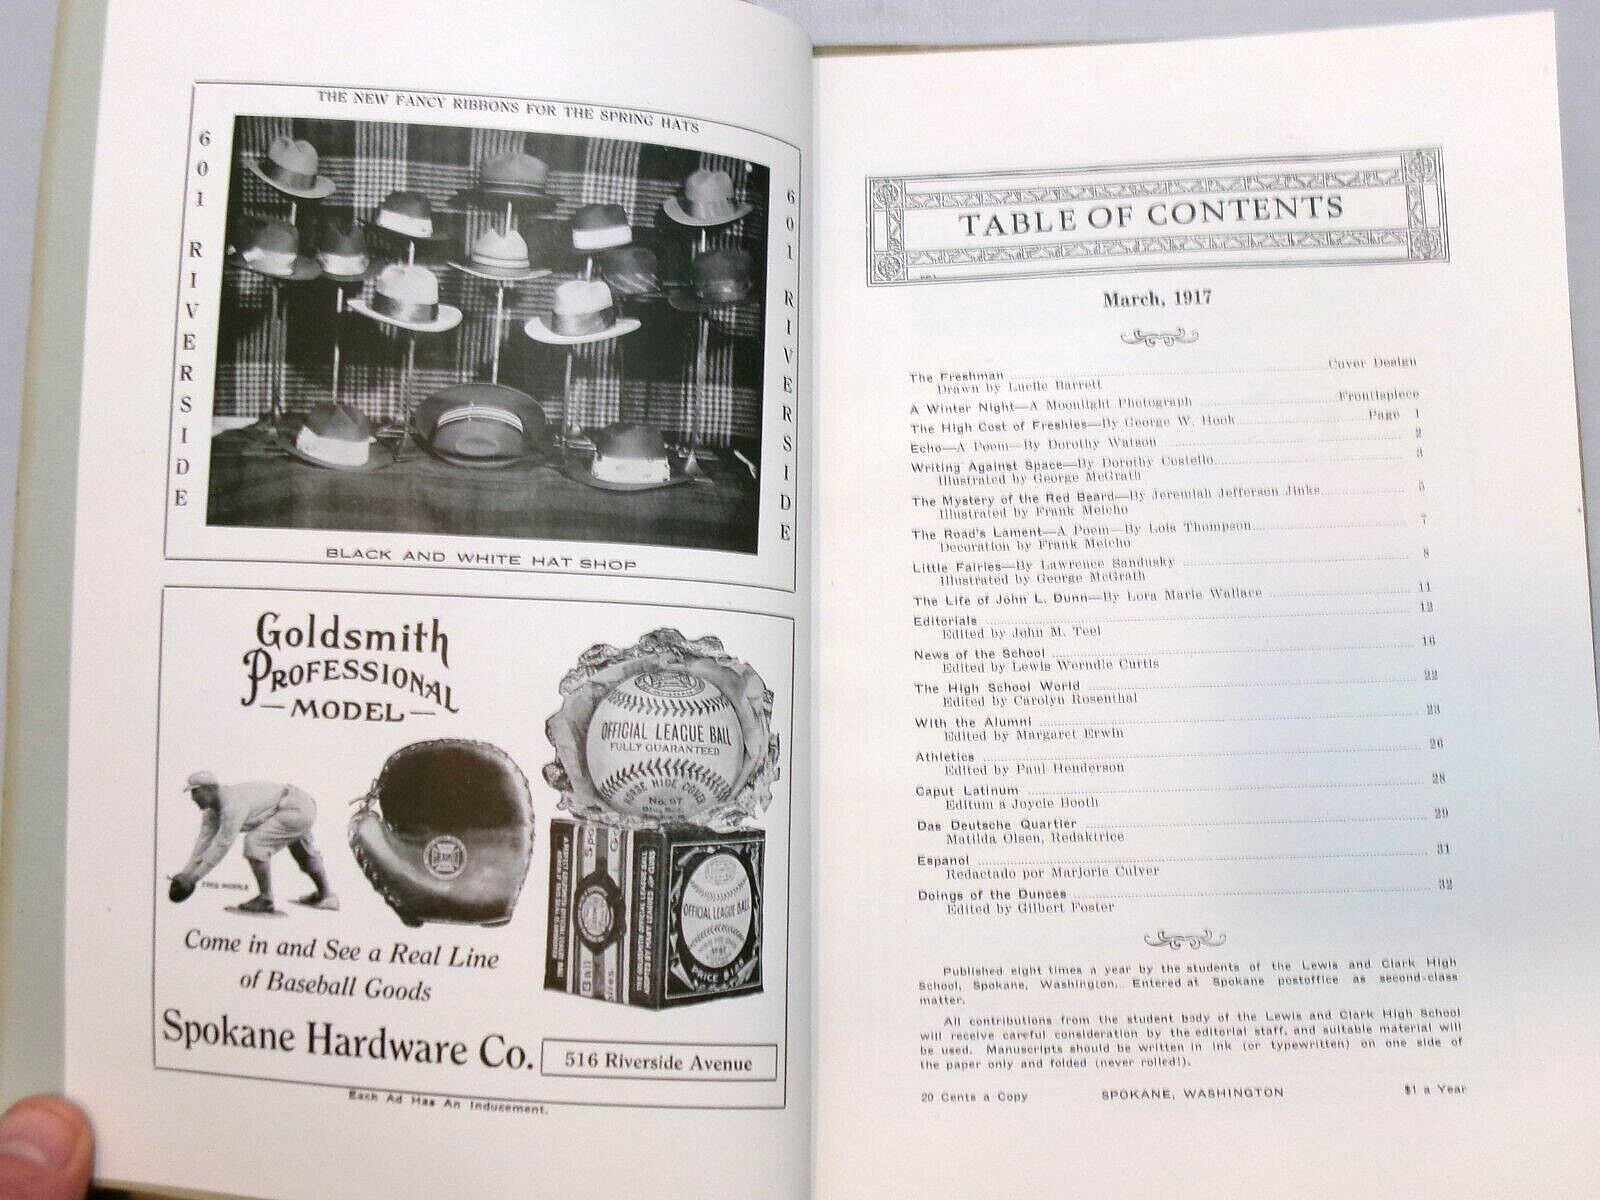 THE NEW FANCY RIBBONS FOR THE SPRING HATS
601 RIVERSIDE
601 RIVERSIDE
BLACK AND WHITE HAT SHOP
Goldsmith
PROFESSIONAL
—MODEL—
OFFICIAL LEAGUE BALL
FULLY GUARANTEED
HORSE HIDE COVER
No. 97
OFFICIAL LEAGUE BALL
PRICE
Come in and See a Real Line
of Baseball Goods
Spokane Hardware Co.
516 Riverside Avenue
Each Ad Has An Inducement.
TABLE OF CONTENTS
March, 1917
The Freshman Cover Design
Drawn by Lucile Barrett
A Winter Night—A Moonlight Photograph Frontispiece
The High Cost of Freshies—By George W. Hook Page 1
Echo—A Poem—By Dorothy Watson 2
Writing Against Space—By Dorothy Costello 3
Illustrated by George McGrath
The Mystery of the Red Beard—By Jeremiah Jefferson Jinks 5
Illustrated by Frank Meicho
The Road's Lament—A Poem—By Lois Thompson 7
Decoration by Frank Meicho
Little Fairies—By Lawrence Sandusky 8
Illustrated by George McGrath
The Life of John L. Dunn—By Lora Marie Wallace 11
Editorials 12
Edited by John M. Teel
News of the School 16
Edited by Lewis Werndle Curtis
The High School World 22
Edited by Carolyn Rosenthal
With the Alumni 23
Edited by Margaret Erwin
Athletics 26
Edited by Paul Henderson
Caput Latinum 28
Editum a Joycie Hooth
Das Deutsche Quartier 29
Matilda Olsen, Redaktrice
Espanol 31
Redactado por Marjorie Culver
Doings of the Dunces 32
Edited by Gilbert Foster
Published eight times a year by the students of the Lewis and Clark High
School, Spokane, Washington. Entered at Spokane postoffice as second-class
matter.
All contributions from the student body of the Lewis and Clark High School
will receive careful consideration by the editorial staff, and suitable material will
be used. Manuscripts should be written in ink (or typewritten) on one side of
the paper only and folded (never rolled!).
20 Cents a Copy SPOKANE, WASHINGTON $1 a Year